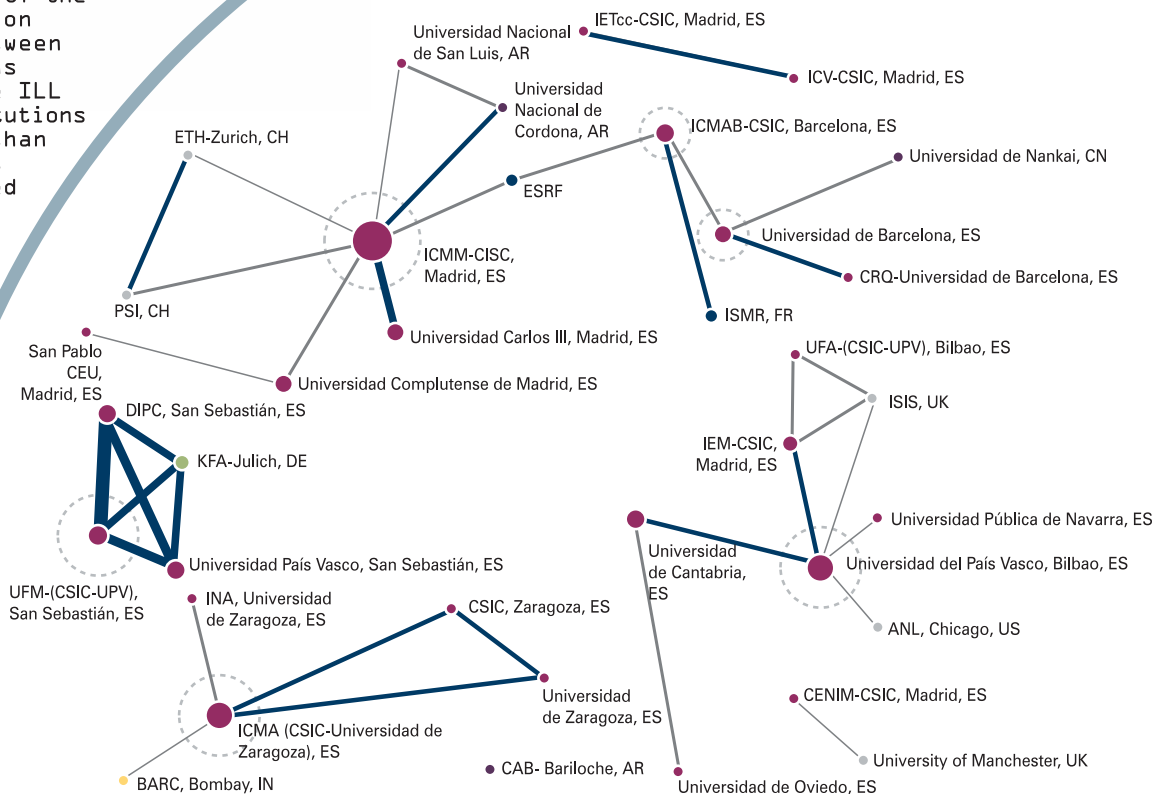 on
ween
s
ILL
tutions
han
ed
IETcc-CSIC, Madrid, ES
Universidad Nacional
de San Luis, AR
ICV-CSIC, Madrid, ES
Universidad
Nacional de
Cordona, AR
ICMAB-CSIC, Barcelona, ES
ETH-Zurich, CH
Universidad de Nankai, CN
ESRF
Universidad de Barcelona, ES
ICMM-CISC,
Madrid, ES
CRQ-Universidad de Barcelona, ES
PSI, CH
ISMR, FR
Universidad Carlos III, Madrid, ES
San Pablo
CEU,
Madrid, ES
UFA-(CSIC-UPV), Bilbao, ES
Universidad Complutense de Madrid, ES
ISIS, UK
DIPC, San Sebastián, ES
IEM-CSIC,
Madrid, ES
KFA-Julich, DE
Universidad Pública de Navarra, ES
Universidad
de Cantabria,
ES
Universidad del País Vasco, Bilbao, ES
Universidad País Vasco, San Sebastián, ES
UFM-(CSIC-UPV),
San Sebastián, ES
INA, Universidad
de Zaragoza, ES
CSIC, Zaragoza, ES
ANL, Chicago, US
Universidad
de Zaragoza, ES
CENIM-CSIC, Madrid, ES
ICMA (CSIC-Universidad de
Zaragoza), ES
University of Manchester, UK
CAB- Bariloche, AR
BARC, Bombay, IN
Universidad de Oviedo, ES